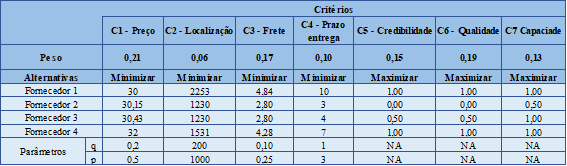 Critérios
C1 - Preço C2 - Localização C3 - Frete C4 - Prazo entrega C5 - Credibilidade C6 - Qualidade C7 Capaciade
Peso 0,21 0,06 0,17 0,10 0,15 0,19 0,13
Alternativas Minimizar Minimizar Minimizar Minimizar Maximizar Maximizar Maximizar
Fornecedor 1 30 2253 4,84 10 1,00 1,00 1,00
Fornecedor 2 30,15 1230 2,80 3 0,00 0,00 0,50
Fornecedor 3 30,43 1230 2,80 4 0,50 0,50 1,00
Fornecedor 4 32 1531 4,28 7 1,00 1,00 1,00
Parâmetros q 0,2 200 0,10 1 NA NA NA
p 0,5 1000 0,25 3 NA NA NA